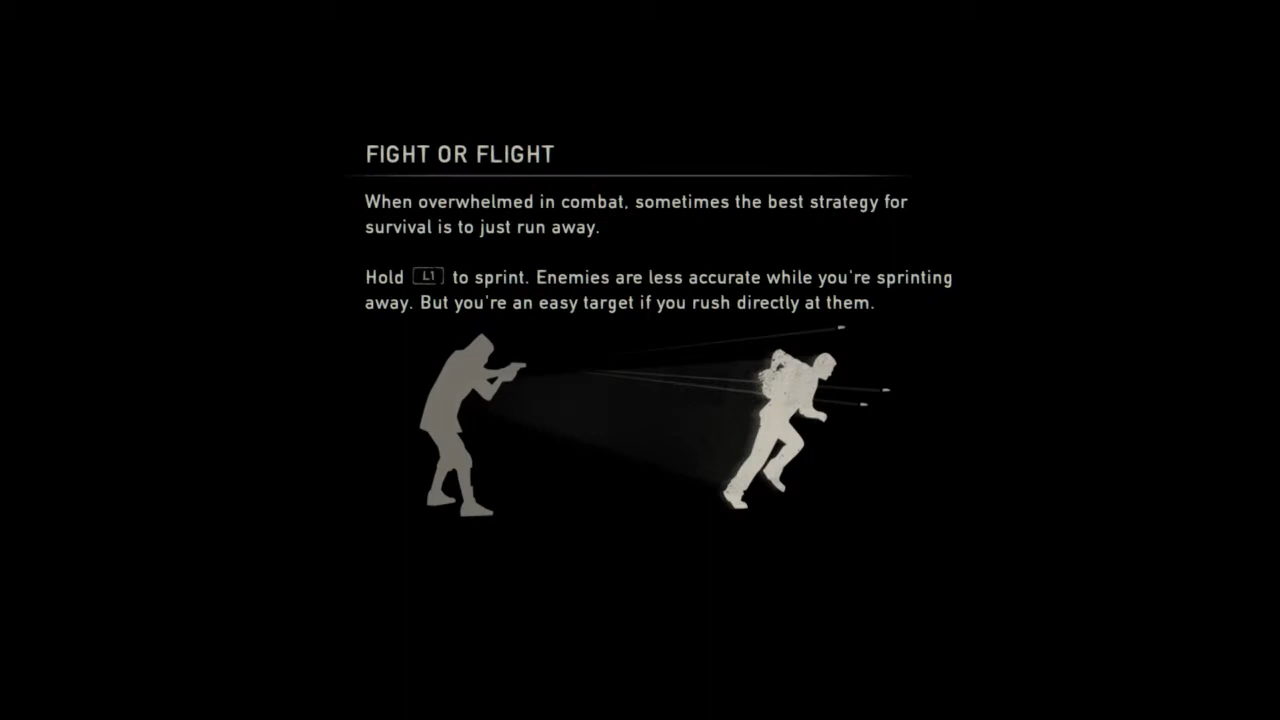 FIGHT OR FLIGHT
When overwhelmed in combat, sometimes the best strategy for
survival is to just run away.
Hold L1 to sprint. Enemies are less accurate while you're sprinting
away. But you're an easy target if you rush directly at them.